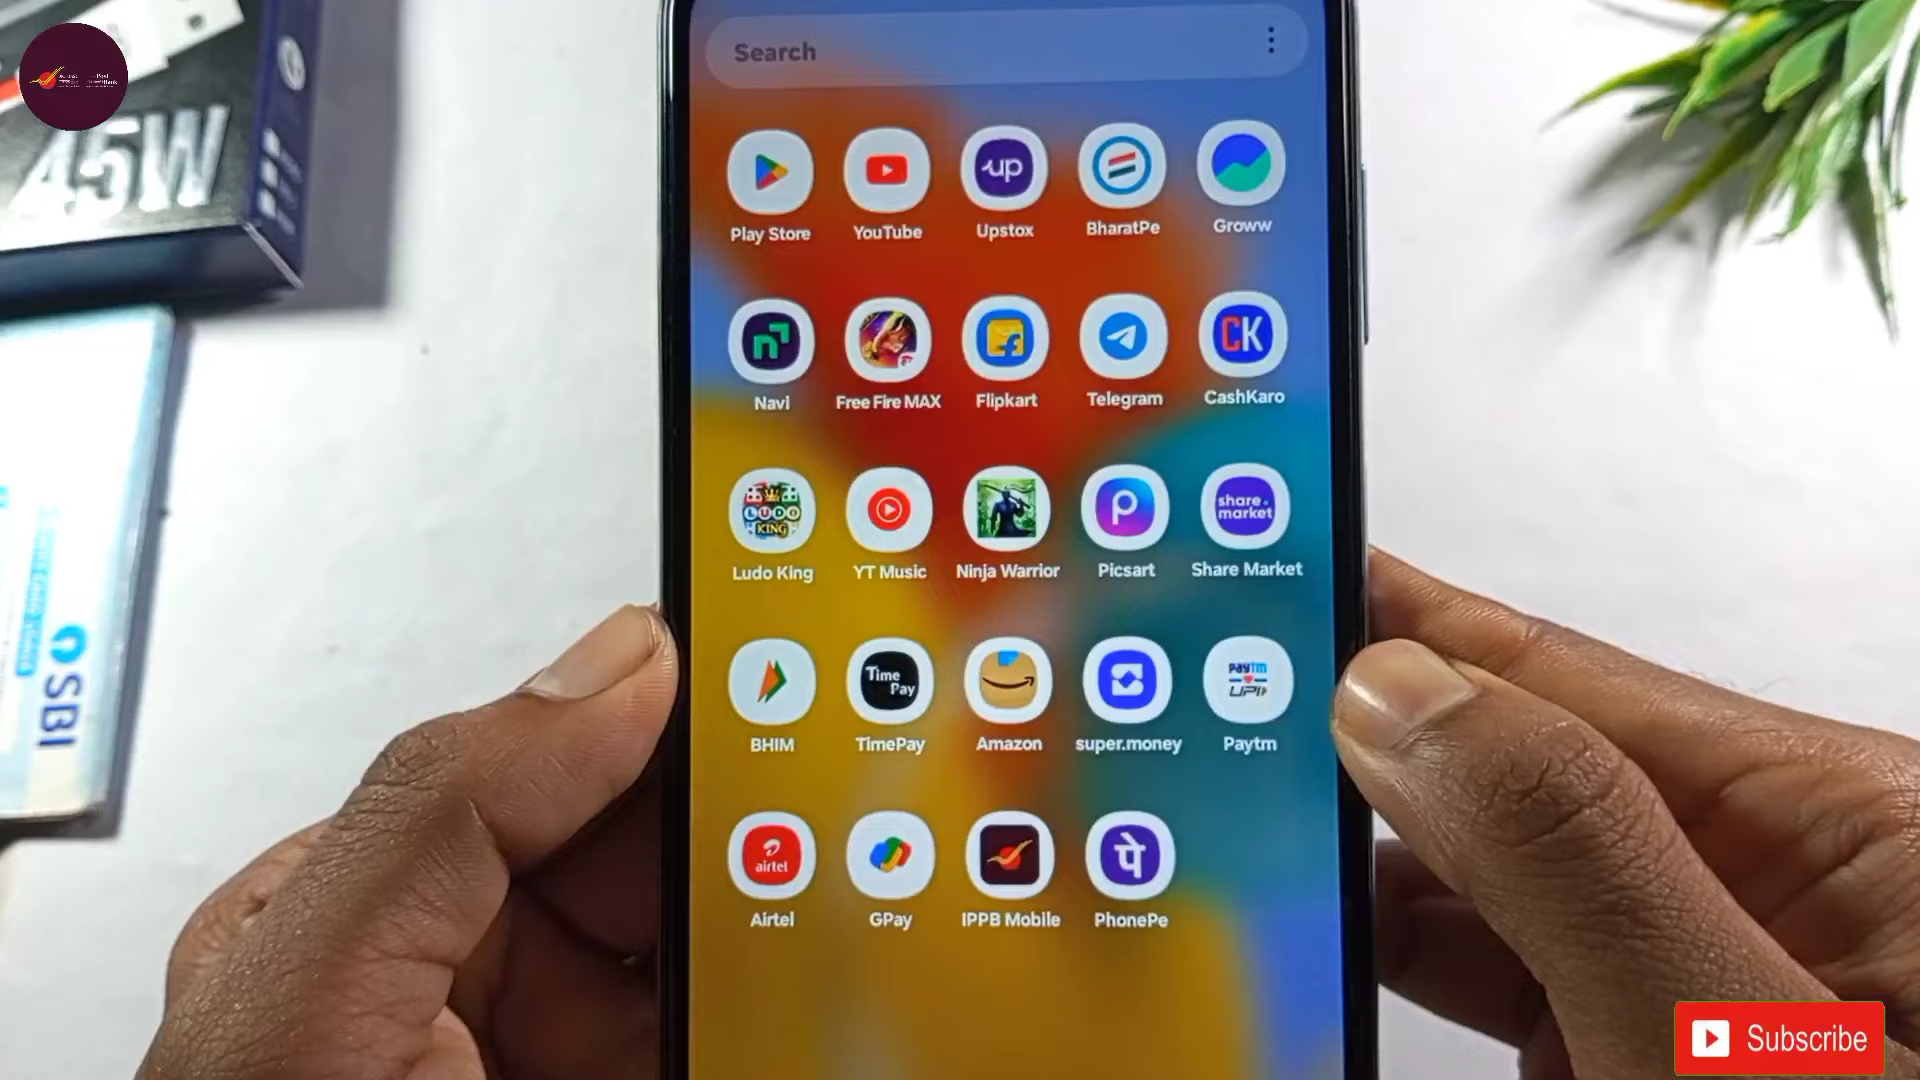 Post
Bank
45W
SBI
Search
up
Play Store
YouTube
Upstox
BharatPe
Groww
CK
Navi
Free Fire MAX
Flipkart
Telegram
CashKaro
LUDO
KING
share.
market
Ludo King
YT Music
Ninja Warrior
Picsart
Share Market
Time
Pay
paytm
UPI
BHIM
TimePay
Amazon
super.money
Paytm
airtel
पे
Airtel
GPay
IPPB Mobile
PhonePe
Subscribe